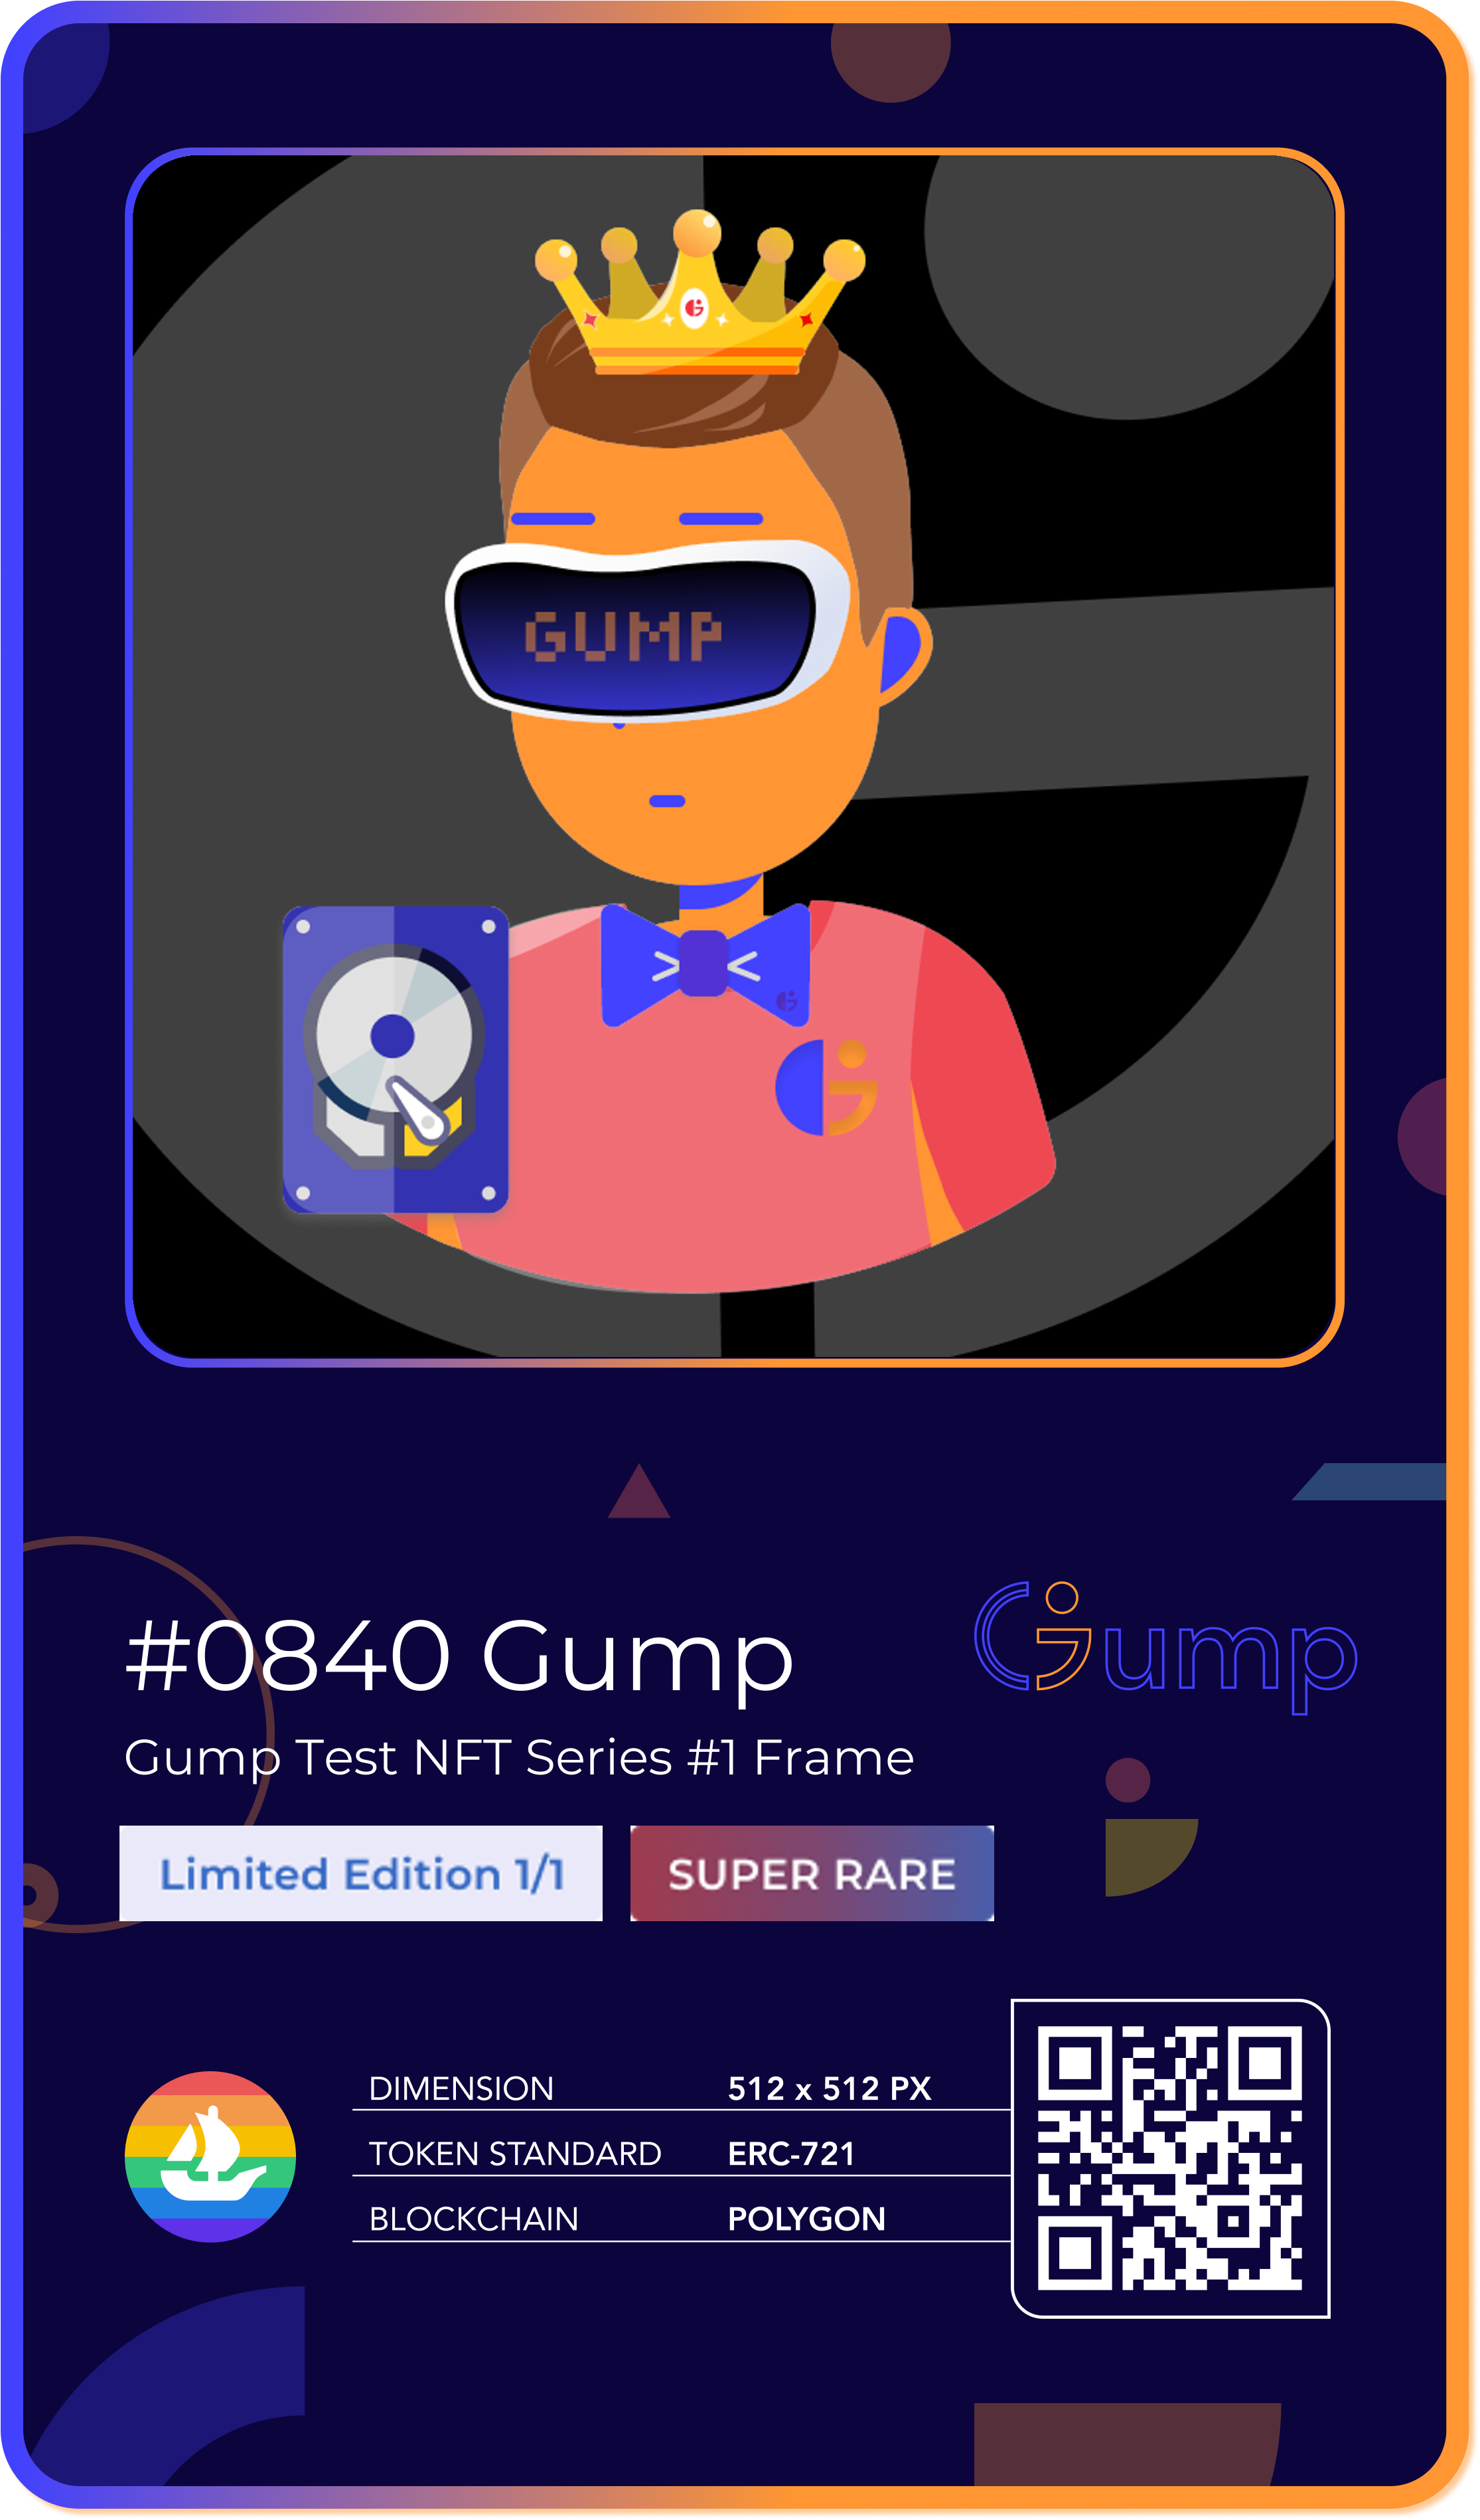 GUMP
> <
#0840 Gump
Gump
Gump Test NFT Series #1 Frame
Limited Edition 1/1
SUPER RARE
DIMENSION 512 x 512 PX
TOKEN STANDARD ERC-721
BLOCKCHAIN POLYGON